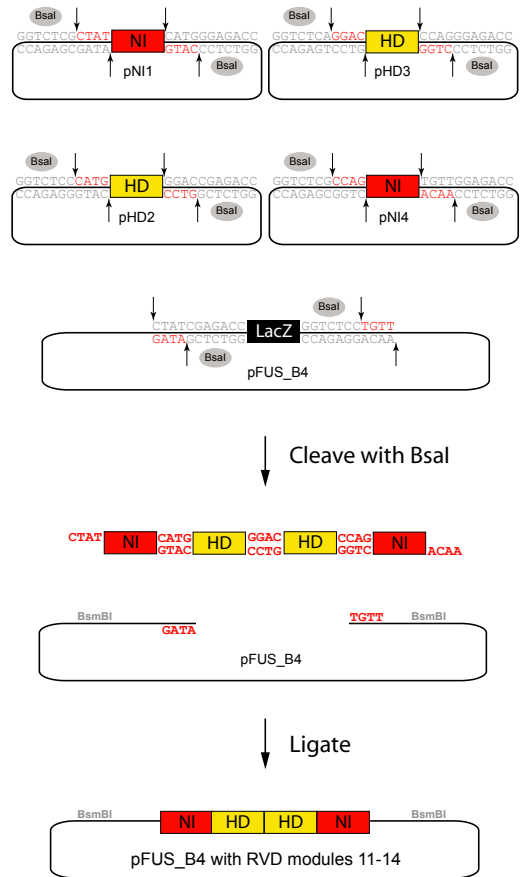 BsaI
GGTCTCGCTAT NI CATGGGAGACC
CCAGAGCGATA GTACCCTCTGG
BsaI
pNI1
BsaI
GGTCTCAGGAC HD CCAGGGAGACC
CCAGAGTCCTG GGTCCCTCTGG
BsaI
pHD3
BsaI
GGTCTCCCATG HD GGACCGAGACC
CCAGAGGGTAC CCTGGCTCTGG
BsaI
pHD2
BsaI
GGTCTCGCCAG NI TGTTGGAGACC
CCAGAGCGGTC ACAACCTCTGG
BsaI
pNI4
BsaI
CTATCGAGACC LacZ GGTCTCCTGTT
GATAGCTCTGG CCAGAGGACAA
BsaI
pFUS_B4
Cleave with BsaI
CTAT NI CATG HD GGAC HD CCAG NI
GTAC CCTG GGTC ACAA
BsmBI TGTT BsmBI
GATA
pFUS_B4
Ligate
BsmBI NI HD HD NI BsmBI
pFUS_B4 with RVD modules 11-14